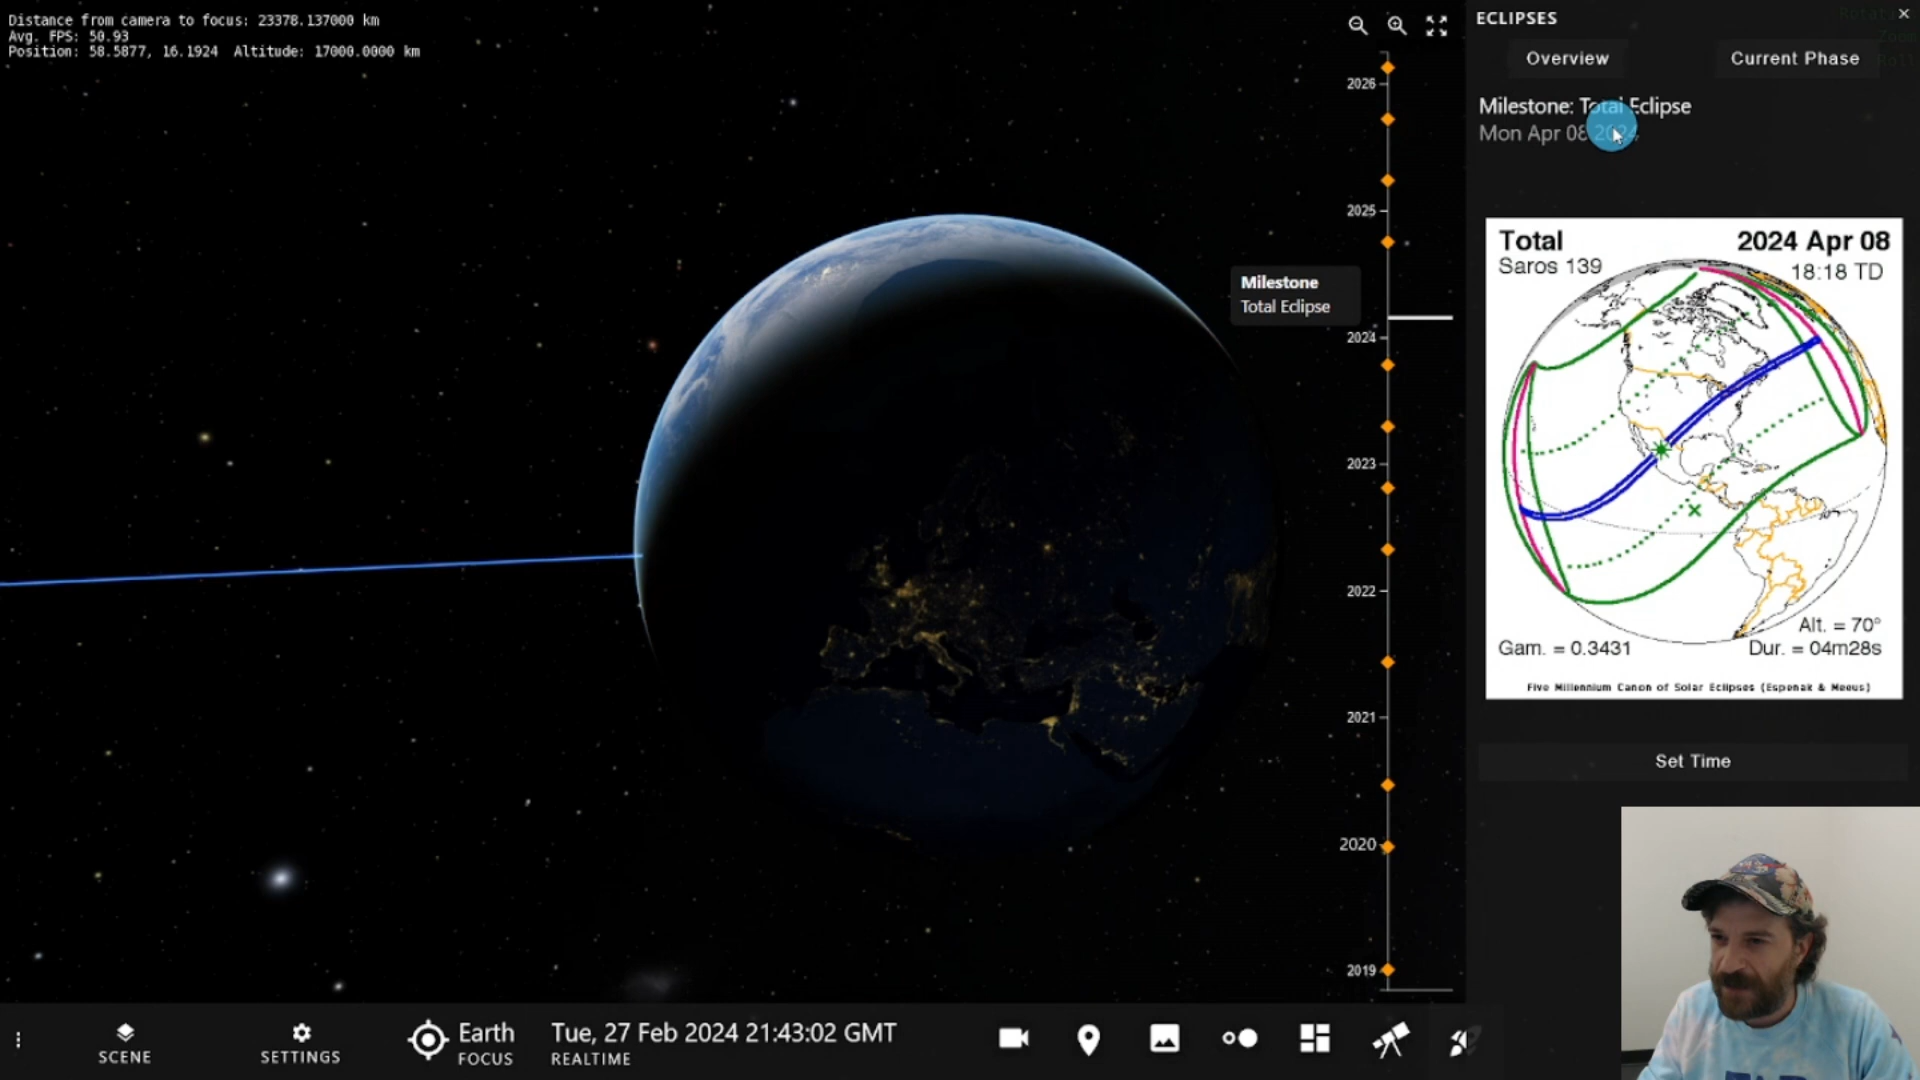 Distance from camera to focus: 23378.137000 km
Avg. FPS: 50.93
Position: 58.5877, 16.1924 Altitude: 17000.0000 km
ECLIPSES
Overview
Current Phase
Milestone: Total Eclipse
Mon Apr 08 2024
2026
2025
Milestone
Total Eclipse
2024
2023
2022
2021
2020
2019
Total
2024 Apr 08
Saros 139
18:18 TD
Alt. = 70°
Gam. = 0.3431
Dur. = 04m28s
Five Millennium Canon of Solar Eclipses (Espenak & Meeus)
Set Time
SCENE
SETTINGS
Earth
FOCUS
Tue, 27 Feb 2024 21:43:02 GMT
REALTIME